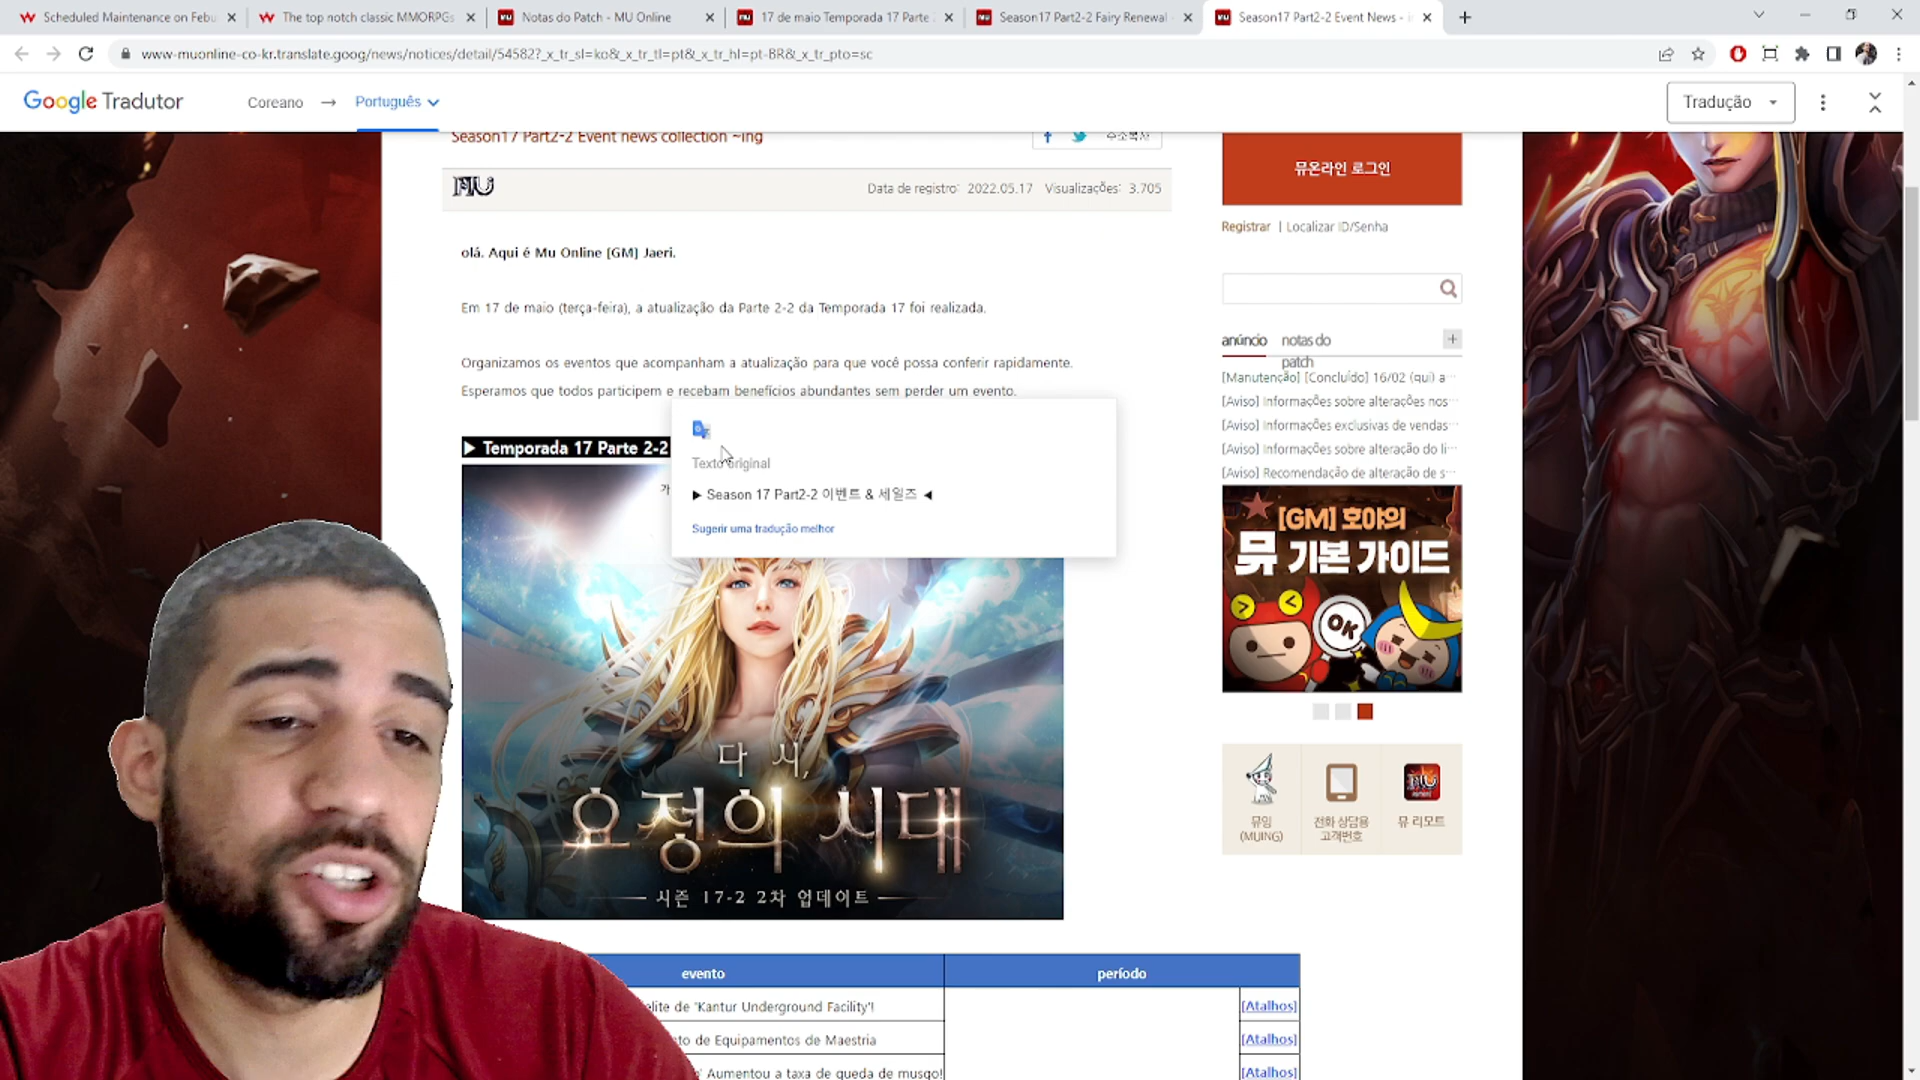 Scheduled Maintenance on Febu
The top notch classic MMORPGs
Notas do Patch - MU Online
17 de maio Temporada 17 Parte
Season17 Part2-2 Fairy Renewal
Season17 Part2-2 Event News - i
www-muonline-co-kr.translate.goog/news/notices/detail/54582?_x_tr_sl=ko&_x_tr_tl=pt&_x_tr_hl=pt-BR&_x_tr_pto=sc
Google Tradutor
Coreano → Português
Tradução
Season17 Part2-2 Event news collection ~ing
주소복사
MU
Data de registro: 2022.05.17 Visualizações: 3.705
olá. Aqui é Mu Online [GM] Jaeri.
Em 17 de maio (terça-feira), a atualização da Parte 2-2 da Temporada 17 foi realizada.
Organizamos os eventos que acompanham a atualização para que você possa conferir rapidamente.
Esperamos que todos participem e recebam benefícios abundantes sem perder um evento.
▶ Temporada 17 Parte 2-2
Texto original
▶ Season 17 Part2-2 이벤트 & 세일즈 ◀
Sugerir uma tradução melhor
다시,
요정의 시대
시즌 17-2 2차 업데이트
evento
período
elite de 'Kantur Underground Facility'!
[Atalhos]
to de Equipamentos de Maestria
[Atalhos]
' Aumentou a taxa de queda de musgo!
[Atalhos]
뮤온라인 로그인
Registrar | Localizar ID/Senha
anúncio
notas do
patch
+
[Manutenção] [Concluído] 16/02 (qui) a···
[Aviso] Informações sobre alterações nos···
[Aviso] Informações exclusivas de vendas···
[Aviso] Informações sobre alteração do li···
[Aviso] Recomendação de alteração de s···
[GM] 호야의
뮤 기본 가이드
OK
뮤잉
(MUING)
전화 상담용
고객번호
MU
뮤 리모트